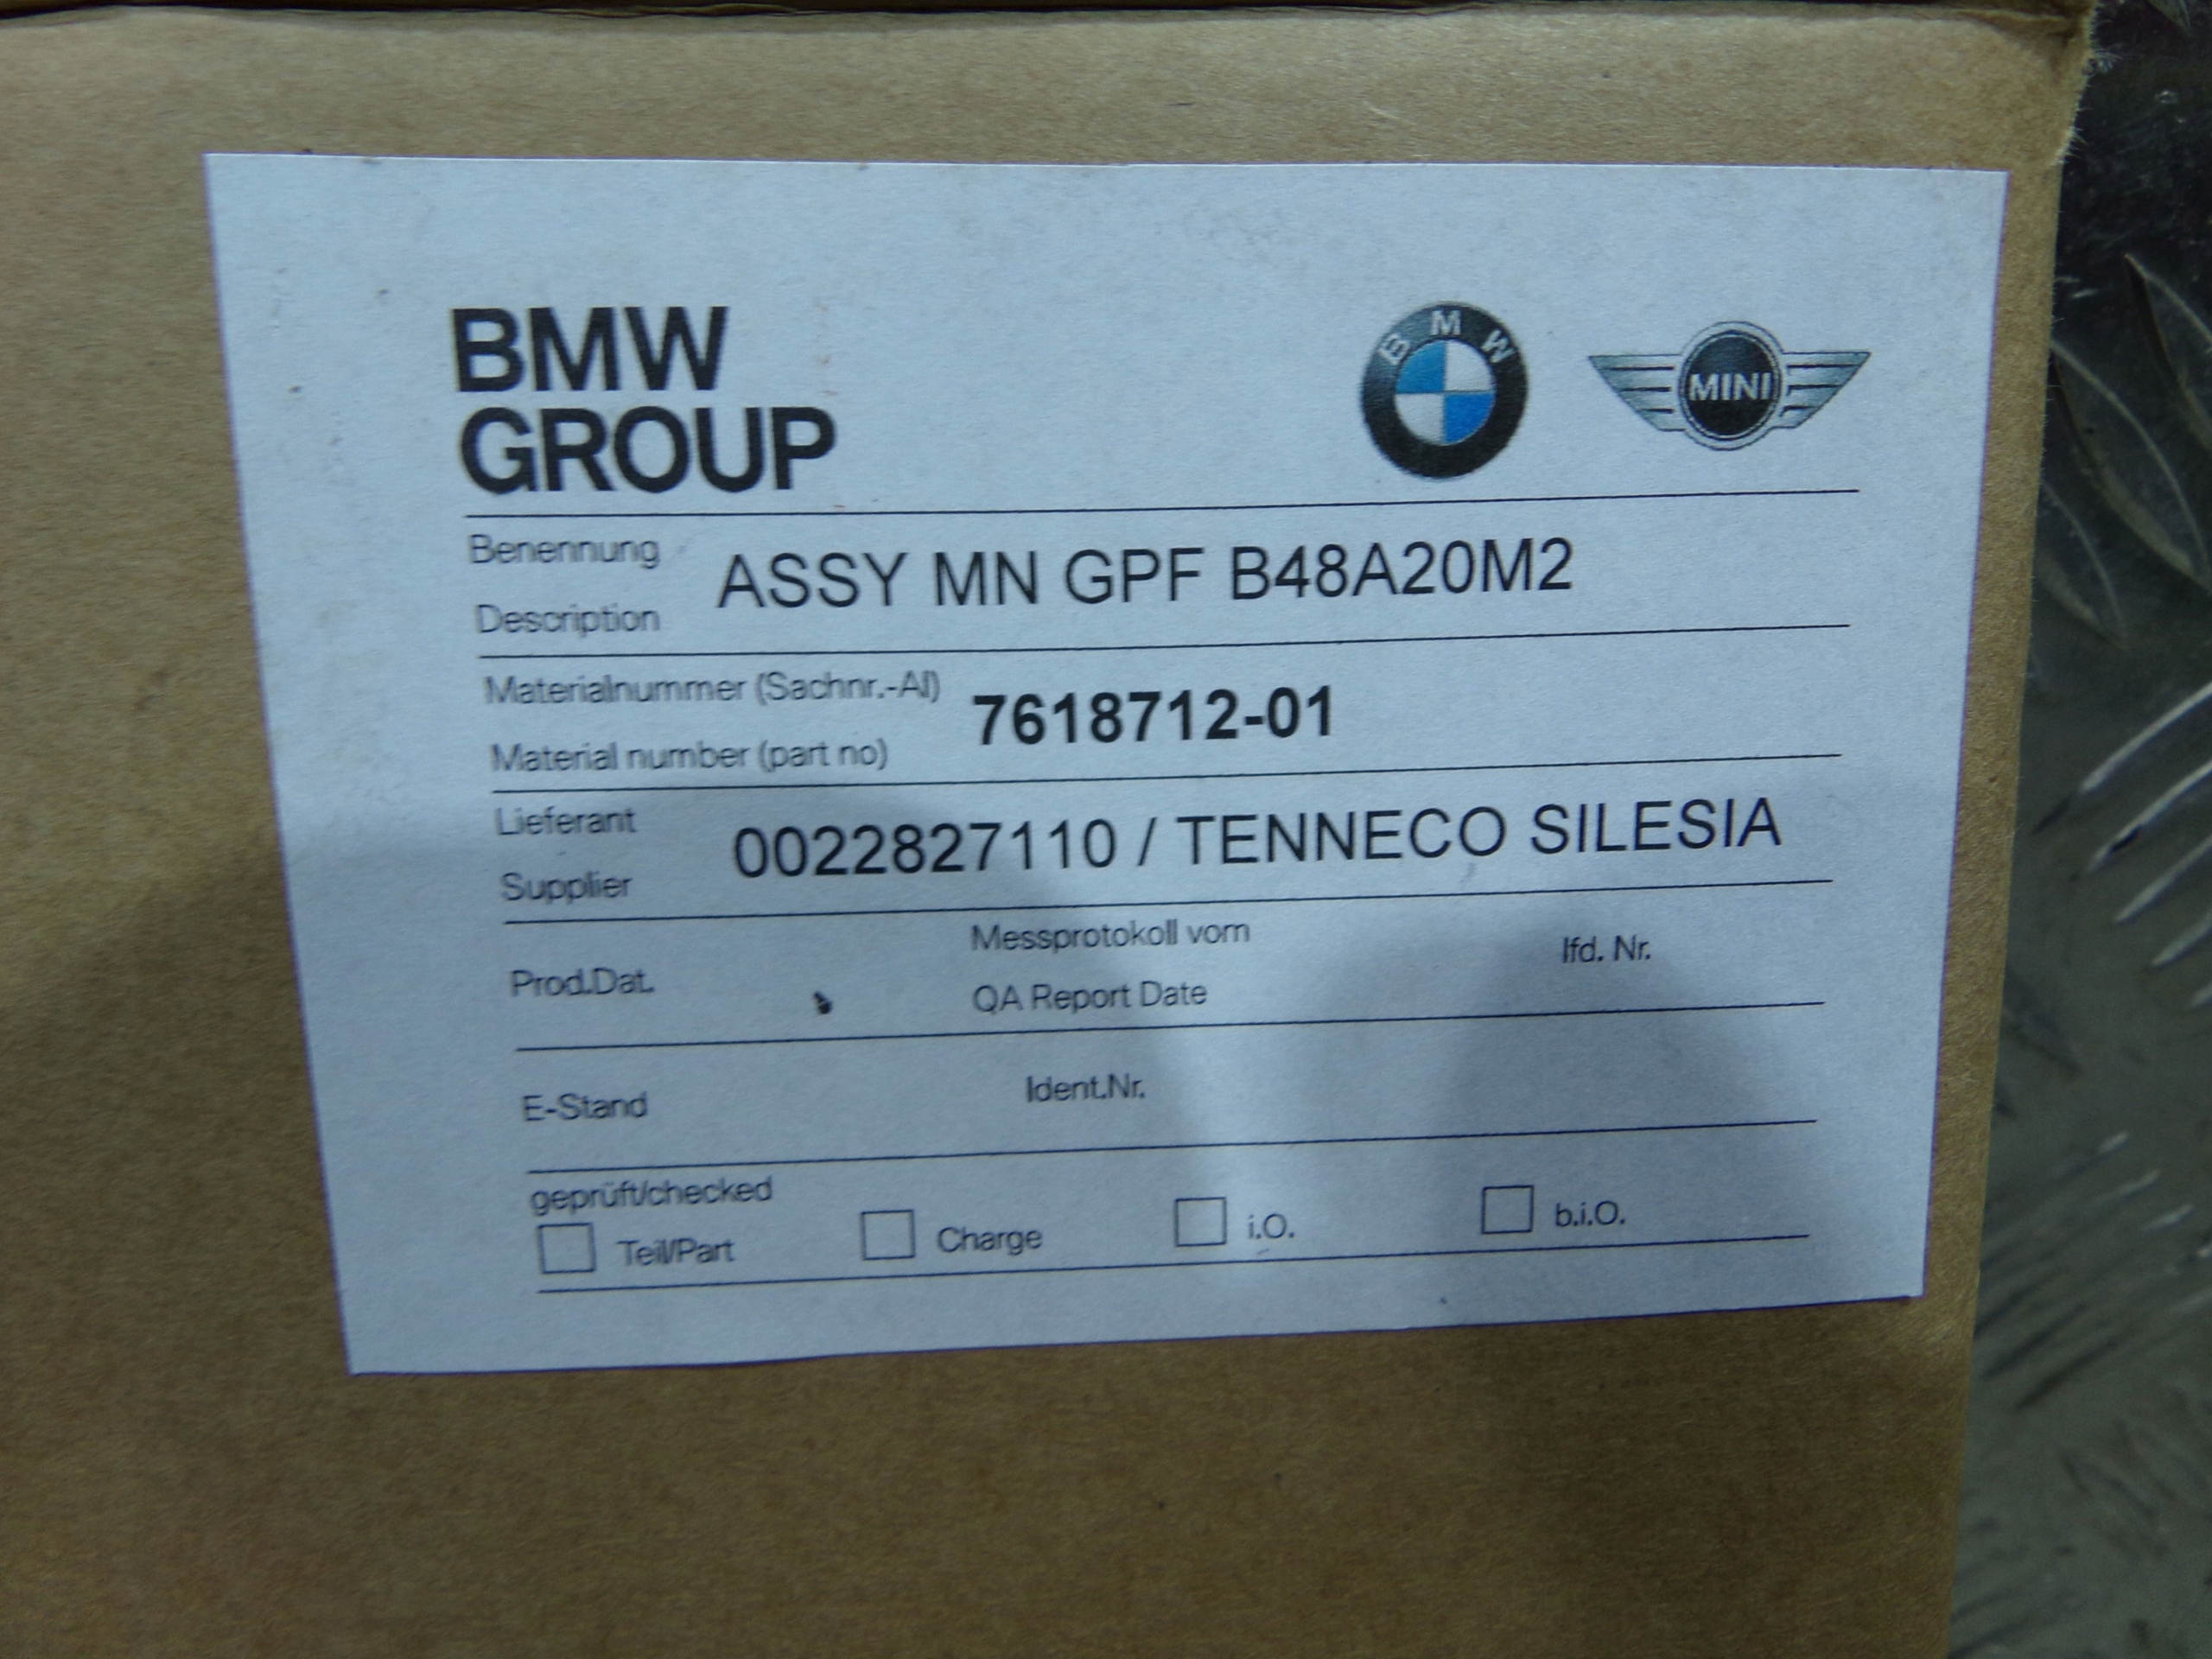 BMW
GROUP
BMW
MINI
Benennung
Description
ASSY MN GPF B48A20M2
Materialnummer (Sachnr.-AI)
Material number (part no)
7618712-01
Lieferant
Supplier
0022827110 / TENNECO SILESIA
Prod.Dat.
Messprotokoll vom
QA Report Date
lfd. Nr.
E-Stand
Ident.Nr.
geprüft/checked
Teil/Part
Charge
i.O.
b.i.O.